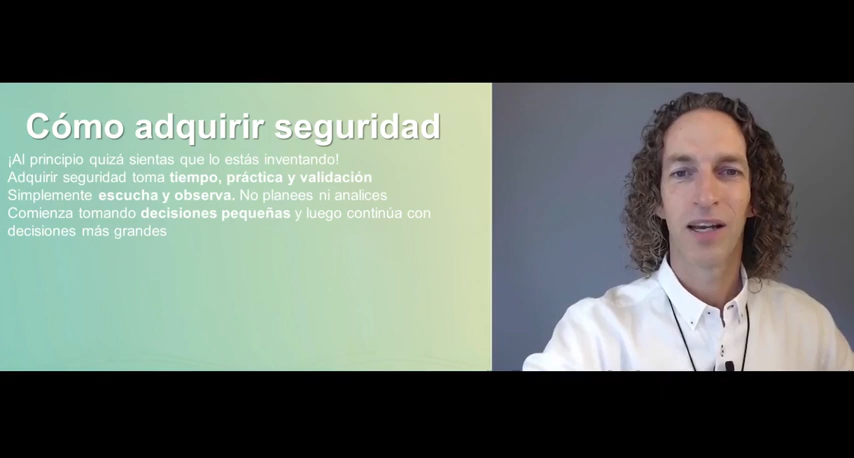 Cómo adquirir seguridad
¡Al principio quizá sientas que lo estás inventando!
Adquirir seguridad toma tiempo, práctica y validación
Simplemente escucha y observa. No planees ni analices
Comienza tomando decisiones pequeñas y luego continúa con
decisiones más grandes